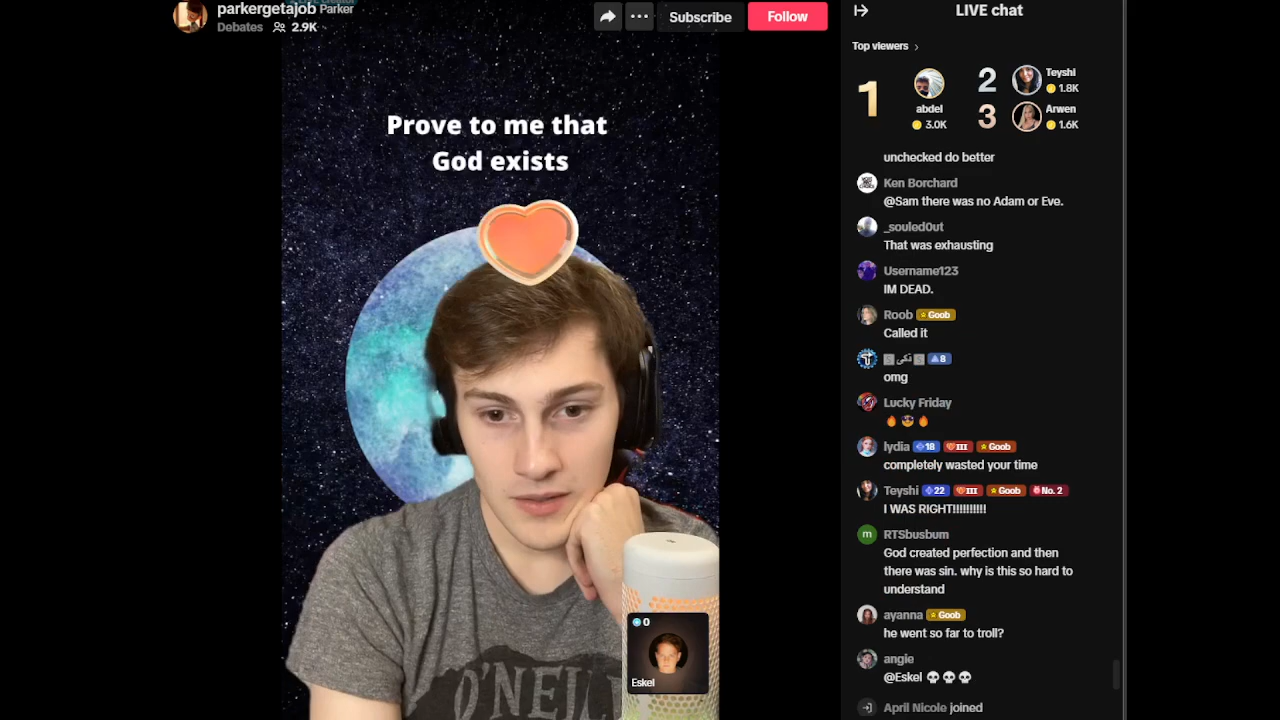 parkergetajob Parker
Debates 2.9K
Subscribe
Follow
Prove to me that
God exists
O'NEILL
0
Eskel
LIVE chat
Top viewers
1
abdel
3.0K
2
Teyshi
1.8K
3
Arwen
1.6K
unchecked do better
Ken Borchard
@Sam there was no Adam or Eve.
_souled0ut
That was exhausting
Username123
IM DEAD.
Roob Goob
Called it
8
omg
Lucky Friday
lydia 18 III Goob
completely wasted your time
Teyshi 22 III Goob No. 2
I WAS RIGHT!!!!!!!!!!
m
RTSbusbum
God created perfection and then
there was sin. why is this so hard to
understand
ayanna Goob
he went so far to troll?
angie
@Eskel 💀💀💀
April Nicole joined